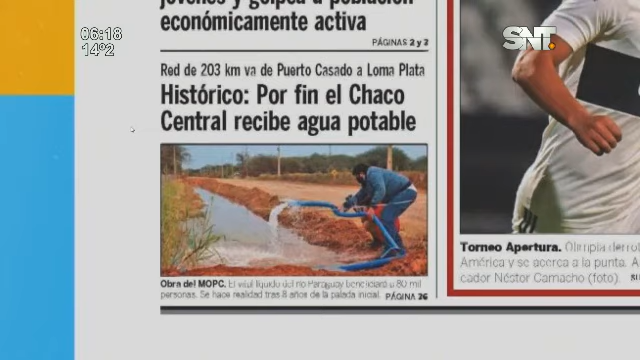 06:18
14°2
SNT
jóvenes y golpea a población
económicamente activa
PÁGINAS 2 y 3
Red de 203 km va de Puerto Casado a Loma Plata
Histórico: Por fin el Chaco
Central recibe agua potable
Obra del MOPC. El vital líquido del río Paraguay beneficiará a 80 mil
personas. Se hace realidad tras 8 años de la palada inicial. PÁGINA 26
Torneo Apertura. Olimpia derrot
América y se acerca a la punta. A
cador Néstor Camacho (foto). su